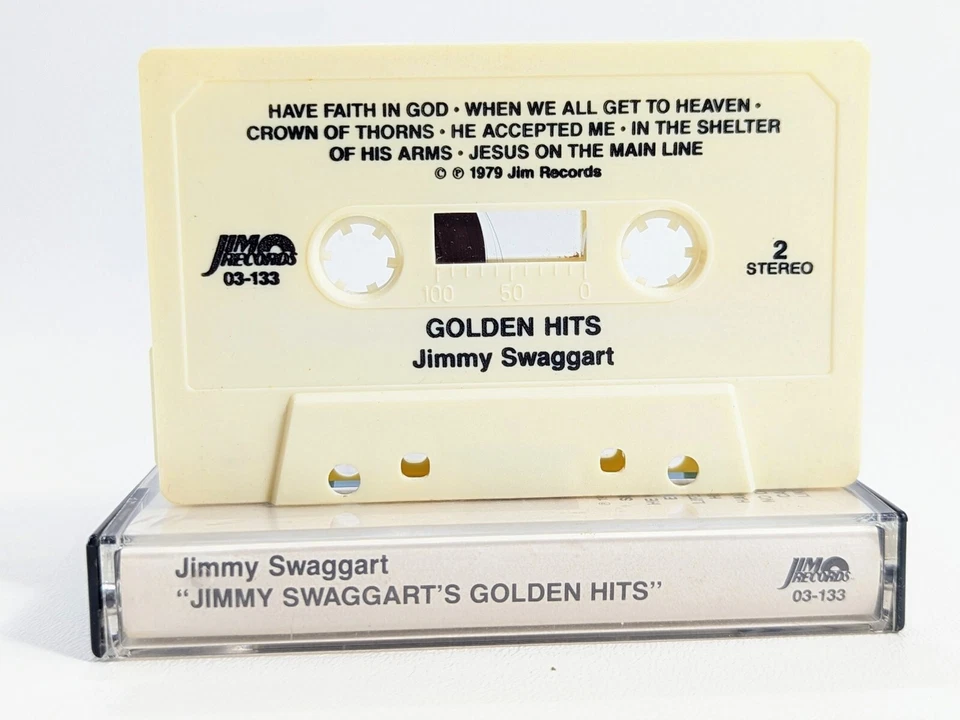 HAVE FAITH IN GOD • WHEN WE ALL GET TO HEAVEN •
CROWN OF THORNS • HE ACCEPTED ME • IN THE SHELTER
OF HIS ARMS • JESUS ON THE MAIN LINE
© ℗ 1979 Jim Records
JIM
RECORDS
03-133
2
STEREO
100 50 0
GOLDEN HITS
Jimmy Swaggart
Jimmy Swaggart
“JIMMY SWAGGART’S GOLDEN HITS”
JIM
RECORDS
03-133